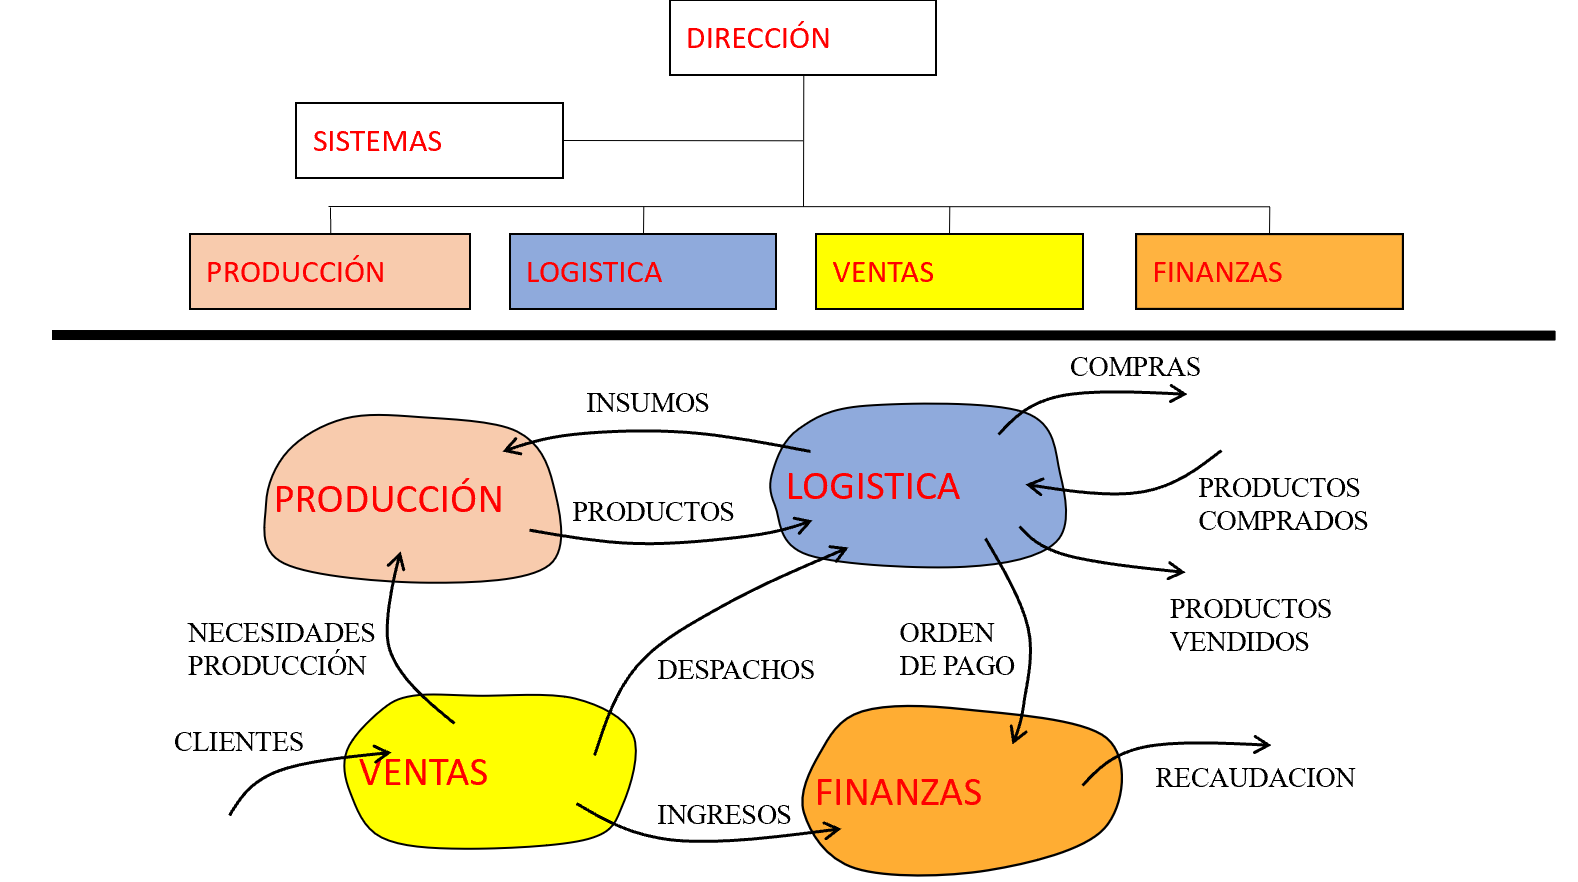 DIRECCIÓN
SISTEMAS
PRODUCCIÓN
LOGISTICA
VENTAS
FINANZAS
COMPRAS
INSUMOS
LOGISTICA
PRODUCCIÓN
PRODUCTOS
PRODUCTOS
COMPRADOS
PRODUCTOS
VENDIDOS
NECESIDADES
PRODUCCIÓN
DESPACHOS
ORDEN
DE PAGO
CLIENTES
VENTAS
INGRESOS
FINANZAS
RECAUDACION